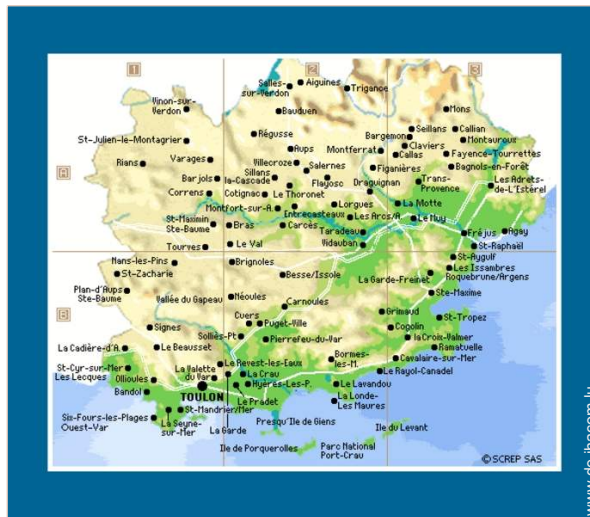 1
2
3
Salles-
sur-Verdon
Aiguines
Trigance
Vinon-sur-
Verdon
Bauduen
Mons
St-Julien-le-Montagrier
Régusse
Seillans
Callian
Bargemon
Montauroux
Aups
Montferrat
Claviers
Rians
Varages
Villecroze
Callas
Fayence-Tourrettes
Salernes
Bagnols-en-Forêt
Sillans
la-Cascade
Figanières
Barjols
Flayosc
Trans-
Provence
Les Adrets-
de-L'Estérel
Correns
Cotignac
Draguignan
Le Thoronet
Montfort-sur-A.
Lorgues
La Motte
St-Maximin
Ste-Baume
Entrecasteaux
Les Arcs/A.
Le Muy
Bras
Carcès
Taradeau
Fréjus
Agay
Tourves
Le Val
Vidauban
St-Raphaël
Nans-les-Pins
Brignoles
St-Aygulf
St-Zacharie
Besse/Issole
Les Issambres
La Garde-Freinet
Roquebrune/Argens
Plan-d'Aups
Ste-Baume
Vallée du Gapeau
Néoules
Ste-Maxime
Carnoules
Grimaud
Cuers
St-Tropez
Signes
Puget-Ville
Cogolin
Solliès-Pt
Pierrefeu-du-Var
la Croix-Valmer
La Cadière-d'A.
Le Beausset
Bormes-
les-M.
Ramatuelle
Cavalaire-sur-Mer
St-Cyr-sur-Mer
Les Lecques
La Valette
du Var
Le Revest-les-Eaux
La Crau
Le Rayol-Canadel
Ollioules
Hyères-Les-P.
Le Lavandou
Bandol
TOULON
Le Pradet
La Londe-
Les Maures
St-Mandrier/Mer
Six-Fours-les-Plages
Ouest-Var
La Seyne-
sur-Mer
La Garde
Presqu'Ile de Giens
Ile du Levant
Ile de Porquerolles
Parc National
Port-Crau
©SCREP SAS